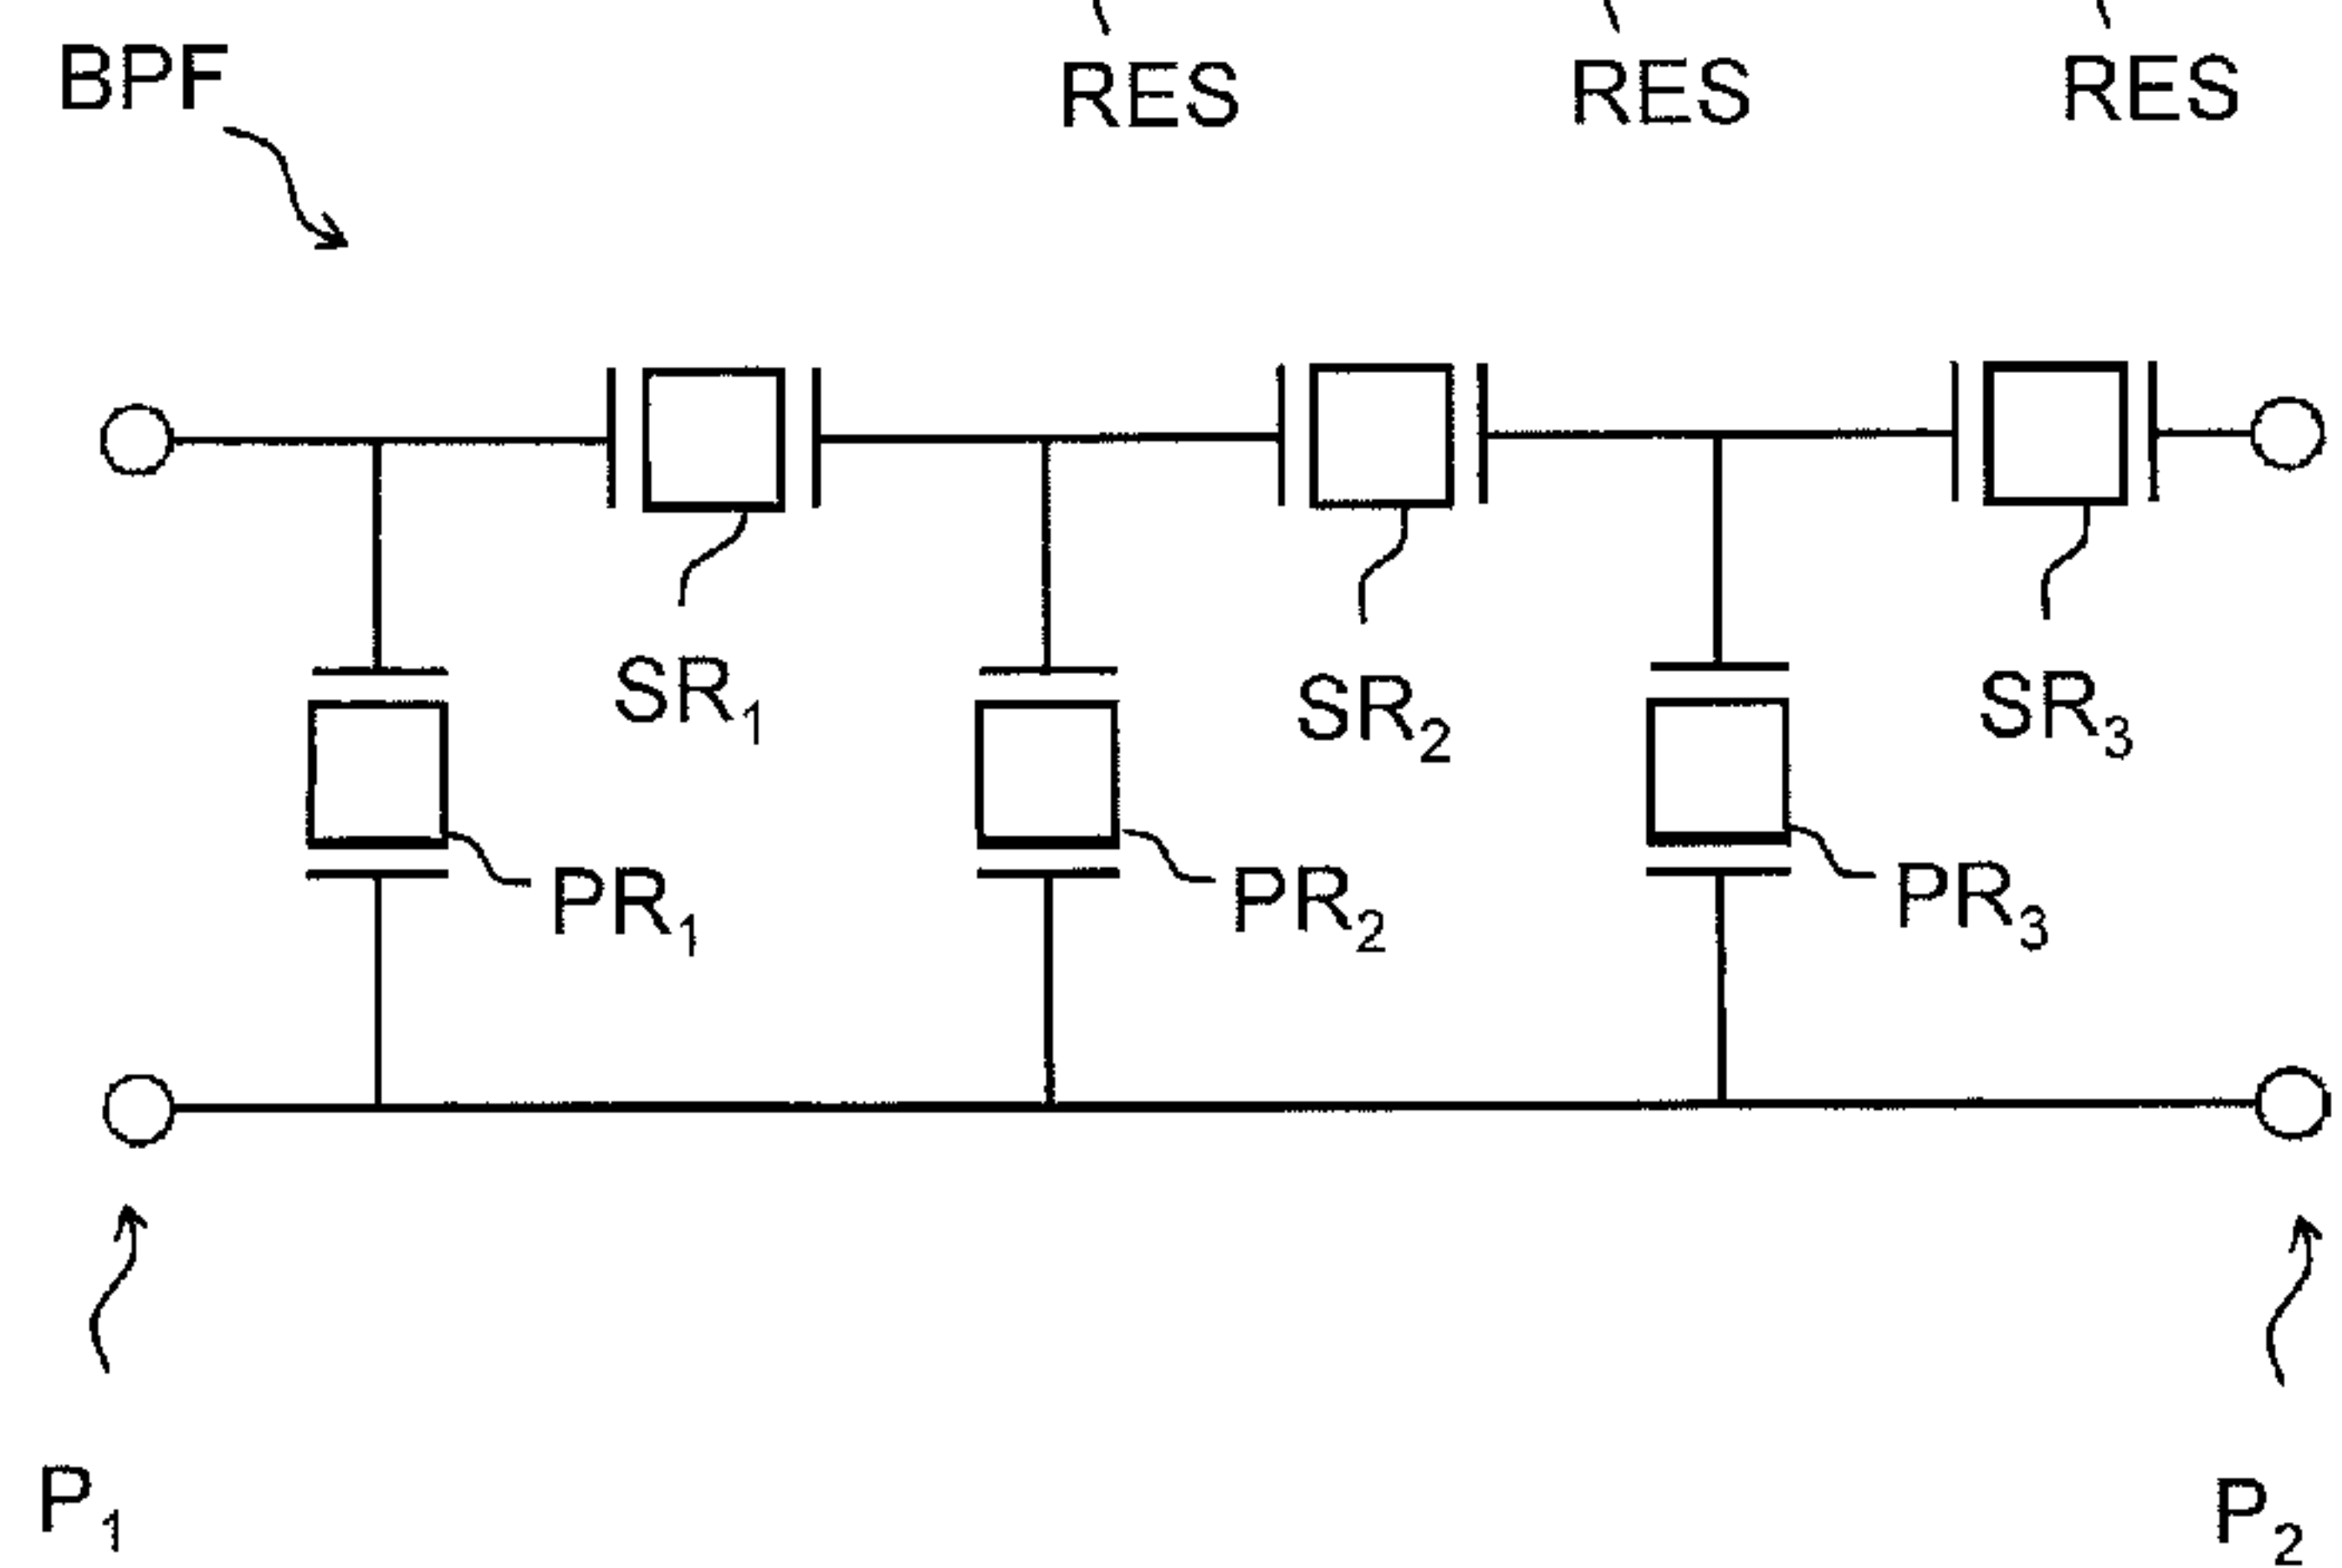 BPF
RES RES RES
SR1 SR2 SR3
PR1 PR2 PR3
P1 P2